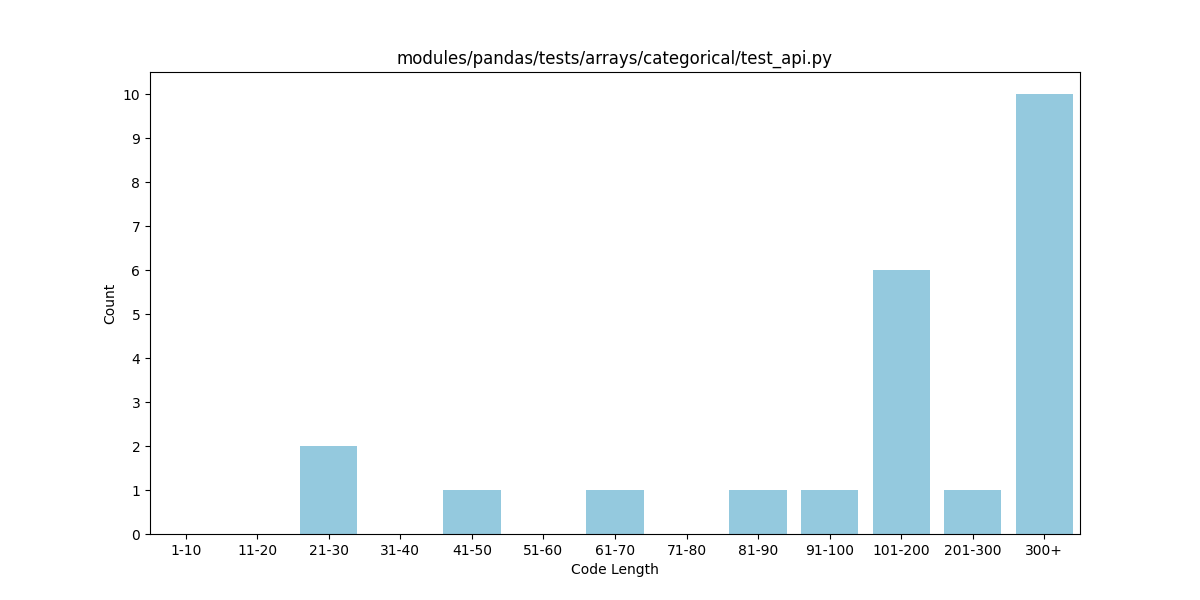 modules/pandas/tests/arrays/categorical/test_api.py
10
9
8
7
6
5
4
3
2
1
0
Count
1-10 11-20 21-30 31-40 41-50 51-60 61-70 71-80 81-90 91-100 101-200 201-300 300+
Code Length